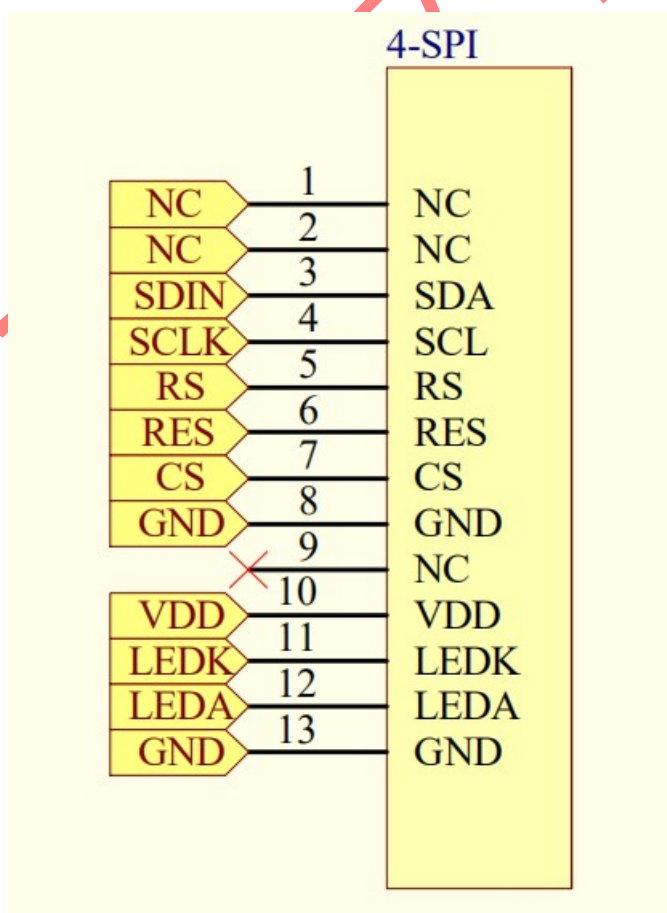 4-SPI
NC 1 NC
NC 2 NC
SDIN 3 SDA
SCLK 4 SCL
RS 5 RS
RES 6 RES
CS 7 CS
GND 8 GND
9 NC
VDD 10 VDD
LEDK 11 LEDK
LEDA 12 LEDA
GND 13 GND